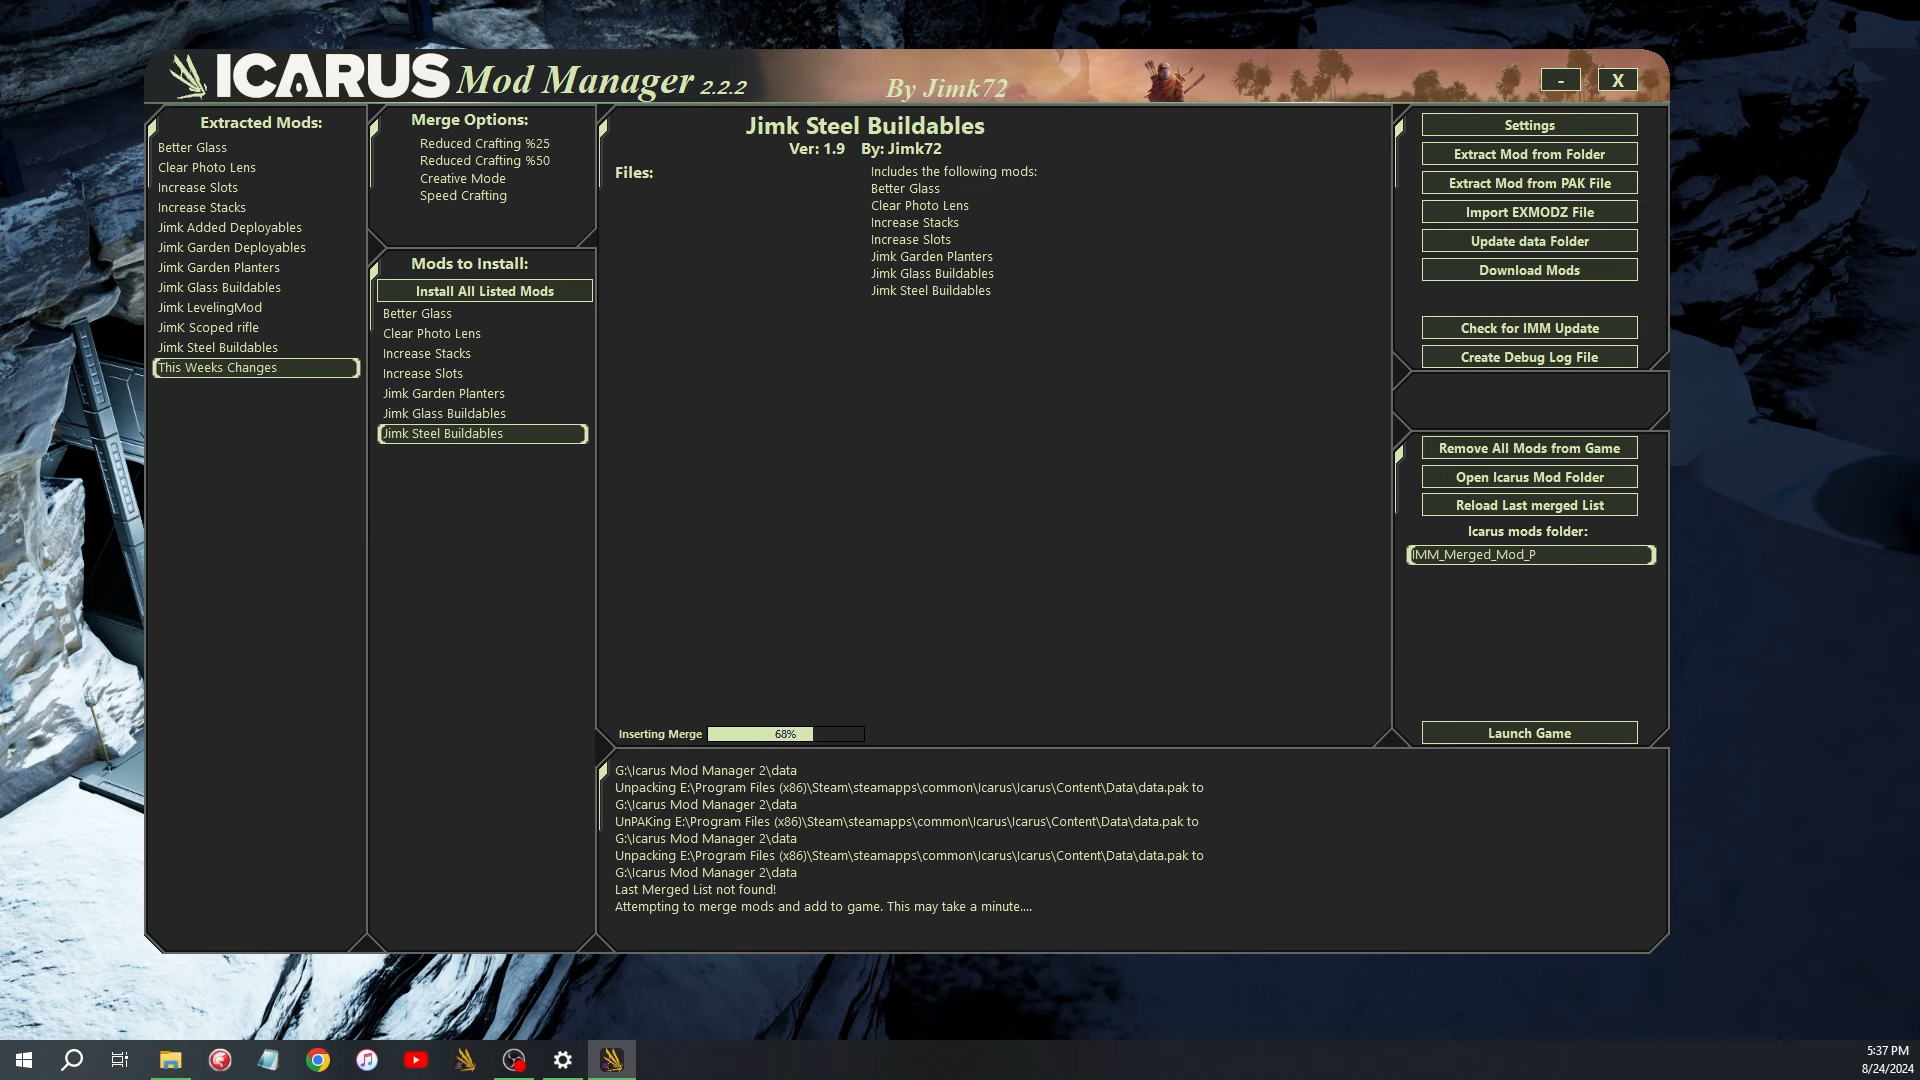 ICARUS Mod Manager 2.2.2
By Jimk72
-
X
Extracted Mods:
Better Glass
Clear Photo Lens
Increase Slots
Increase Stacks
Jimk Added Deployables
Jimk Garden Deployables
Jimk Garden Planters
Jimk Glass Buildables
Jimk LevelingMod
JimK Scoped rifle
Jimk Steel Buildables
This Weeks Changes
Merge Options:
Reduced Crafting %25
Reduced Crafting %50
Creative Mode
Speed Crafting
Mods to Install:
Install All Listed Mods
Better Glass
Clear Photo Lens
Increase Stacks
Increase Slots
Jimk Garden Planters
Jimk Glass Buildables
Jimk Steel Buildables
Jimk Steel Buildables
Ver: 1.9 By: Jimk72
Files:
Includes the following mods:
Better Glass
Clear Photo Lens
Increase Stacks
Increase Slots
Jimk Garden Planters
Jimk Glass Buildables
Jimk Steel Buildables
Inserting Merge 68%
G:\Icarus Mod Manager 2\data
Unpacking E:\Program Files (x86)\Steam\steamapps\common\Icarus\Icarus\Content\Data\data.pak to
G:\Icarus Mod Manager 2\data
UnPAKing E:\Program Files (x86)\Steam\steamapps\common\Icarus\Icarus\Content\Data\data.pak to
G:\Icarus Mod Manager 2\data
Unpacking E:\Program Files (x86)\Steam\steamapps\common\Icarus\Icarus\Content\Data\data.pak to
G:\Icarus Mod Manager 2\data
Last Merged List not found!
Attempting to merge mods and add to game. This may take a minute....
Settings
Extract Mod from Folder
Extract Mod from PAK File
Import EXMODZ File
Update data Folder
Download Mods
Check for IMM Update
Create Debug Log File
Remove All Mods from Game
Open Icarus Mod Folder
Reload Last merged List
Icarus mods folder:
IMM_Merged_Mod_P
Launch Game
5:37 PM
8/24/2024